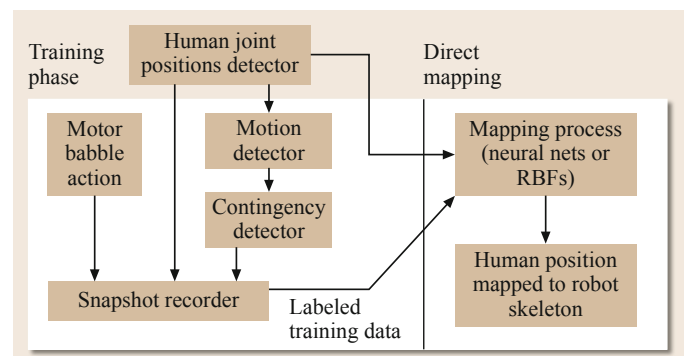 Training
phase
Human joint
positions detector
Direct
mapping
Motor
babble
action
Motion
detector
Contingency
detector
Snapshot recorder
Labeled
training data
Mapping process
(neural nets or
RBFs)
Human position
mapped to robot
skeleton